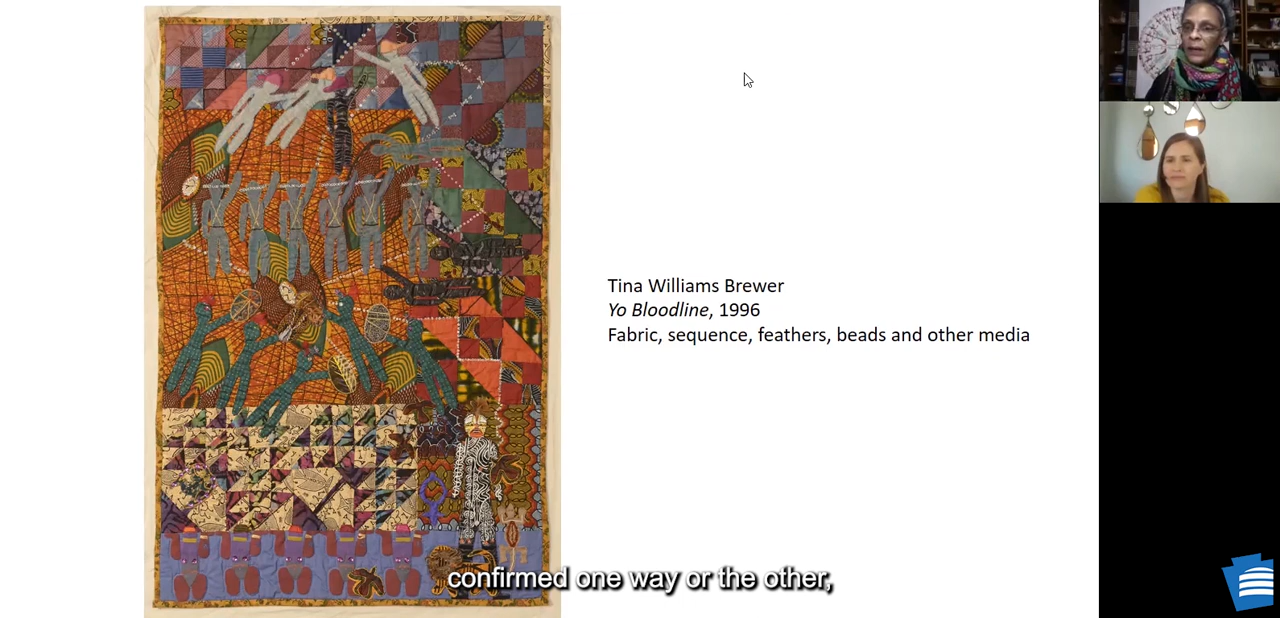 Tina Williams Brewer
Yo Bloodline, 1996
Fabric, sequence, feathers, beads and other media
confirmed one way or the other,